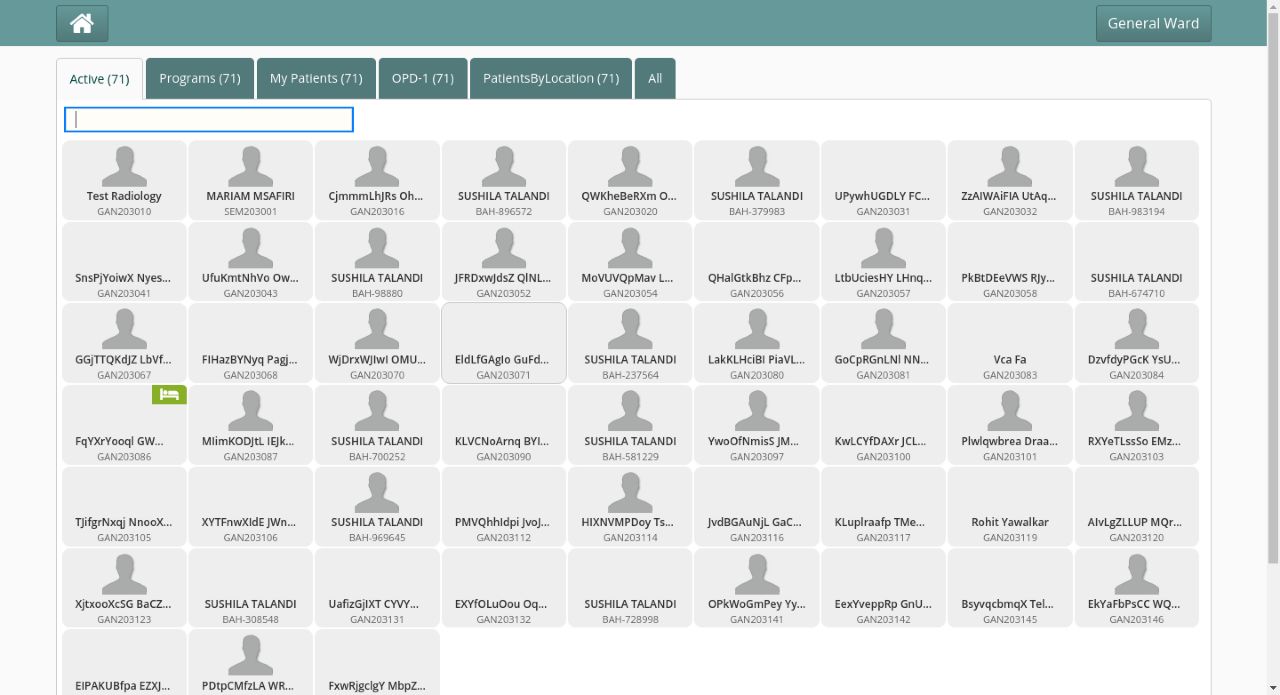 General Ward
Active (71)
Programs (71)
My Patients (71)
OPD-1 (71)
PatientsByLocation (71)
All
Test Radiology
GAN203010
MARIAM MSAFIRI
SEM203001
CjmmmLhJRs Oh...
GAN203016
SUSHILA TALANDI
BAH-896572
QWKheBeRXm O...
GAN203020
SUSHILA TALANDI
BAH-379983
UPywhUGDLY FC...
GAN203031
ZzAIWAiFIA UtAq...
GAN203032
SUSHILA TALANDI
BAH-983194
SnsPjYoiwX Nyes...
GAN203041
UfuKmtNhVo Ow...
GAN203043
SUSHILA TALANDI
BAH-98880
JFRDxwJdsZ QlNL...
GAN203052
MoVUVQpMav L...
GAN203054
QHalGtkBhz CFp...
GAN203056
LtbUciesHY LHnq...
GAN203057
PkBtDEeVWS RJy...
GAN203058
SUSHILA TALANDI
BAH-674710
GGjTTQKdJZ LbVf...
GAN203067
FIHazBYNyq Pagj...
GAN203068
WjDrxWJIwI OMU...
GAN203070
EldLfGAgIo GuFd...
GAN203071
SUSHILA TALANDI
BAH-237564
LakKLHciBI PiaVL...
GAN203080
GoCpRGnLNl NN...
GAN203081
Vca Fa
GAN203083
DzvfdyPGcK YsU...
GAN203084
FqYXrYooql GW...
GAN203086
MIimKODJtL IEJk...
GAN203087
SUSHILA TALANDI
BAH-700252
KLVCNoArnq BYI...
GAN203090
SUSHILA TALANDI
BAH-581229
YwoOfNmisS JM...
GAN203097
KwLCYfDAXr JCL...
GAN203100
Plwlqwbrea Draa...
GAN203101
RXYeTLssSo EMz...
GAN203103
TJifgrNxqj NnooX...
GAN203105
XYTFnwXIdE JWn...
GAN203106
SUSHILA TALANDI
BAH-969645
PMVQhhIdpi JvoJ...
GAN203112
HIXNVMPDoy Ts...
GAN203114
JvdBGAuNjL GaC...
GAN203116
KLuplraafp TMe...
GAN203117
Rohit Yawalkar
GAN203119
AIvLgZLLUP MQr...
GAN203120
XjtxooXcSG BaCZ...
GAN203123
SUSHILA TALANDI
BAH-308548
UafizGjIXT CYVY...
GAN203131
EXYfOLuOou Oq...
GAN203132
SUSHILA TALANDI
BAH-728998
OPkWoGmPey Yy...
GAN203141
EexYveppRp GnU...
GAN203142
BsyvqcbmqX Tel...
GAN203145
EkYaFbPsCC WQ...
GAN203146
EIPAKUBfpa EZXJ...
PDtpCMfzLA WR...
FxwRjgclgY MbpZ...